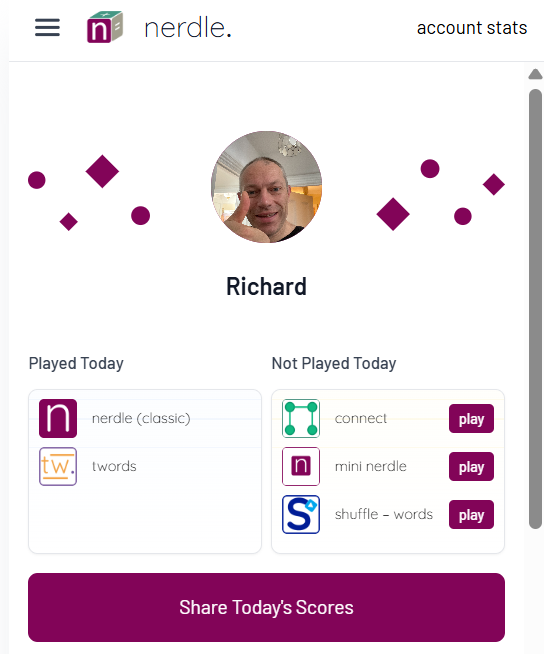 nerdle.
account stats
Richard
Played Today
n
nerdle (classic)
tw.
twords
Not Played Today
connect
play
n
mini nerdle
play
S
shuffle – words
play
Share Today's Scores